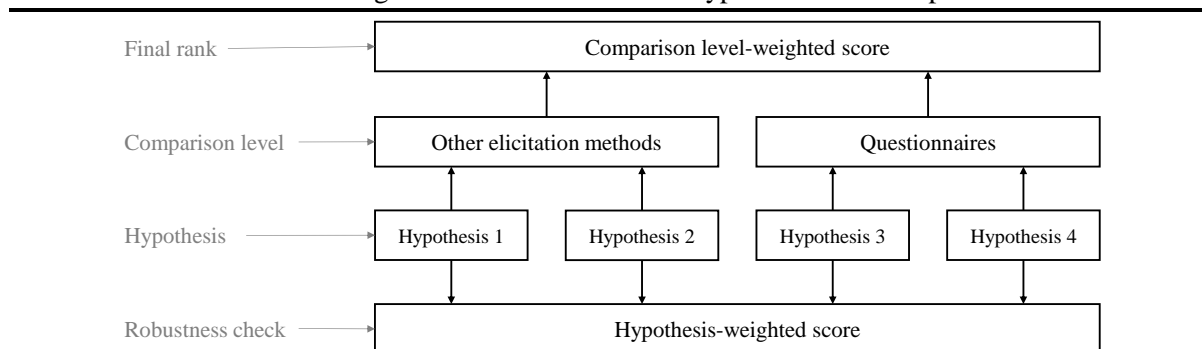 Final rank Comparison level-weighted score
Comparison level Other elicitation methods Questionnaires
Hypothesis Hypothesis 1 Hypothesis 2 Hypothesis 3 Hypothesis 4
Robustness check Hypothesis-weighted score